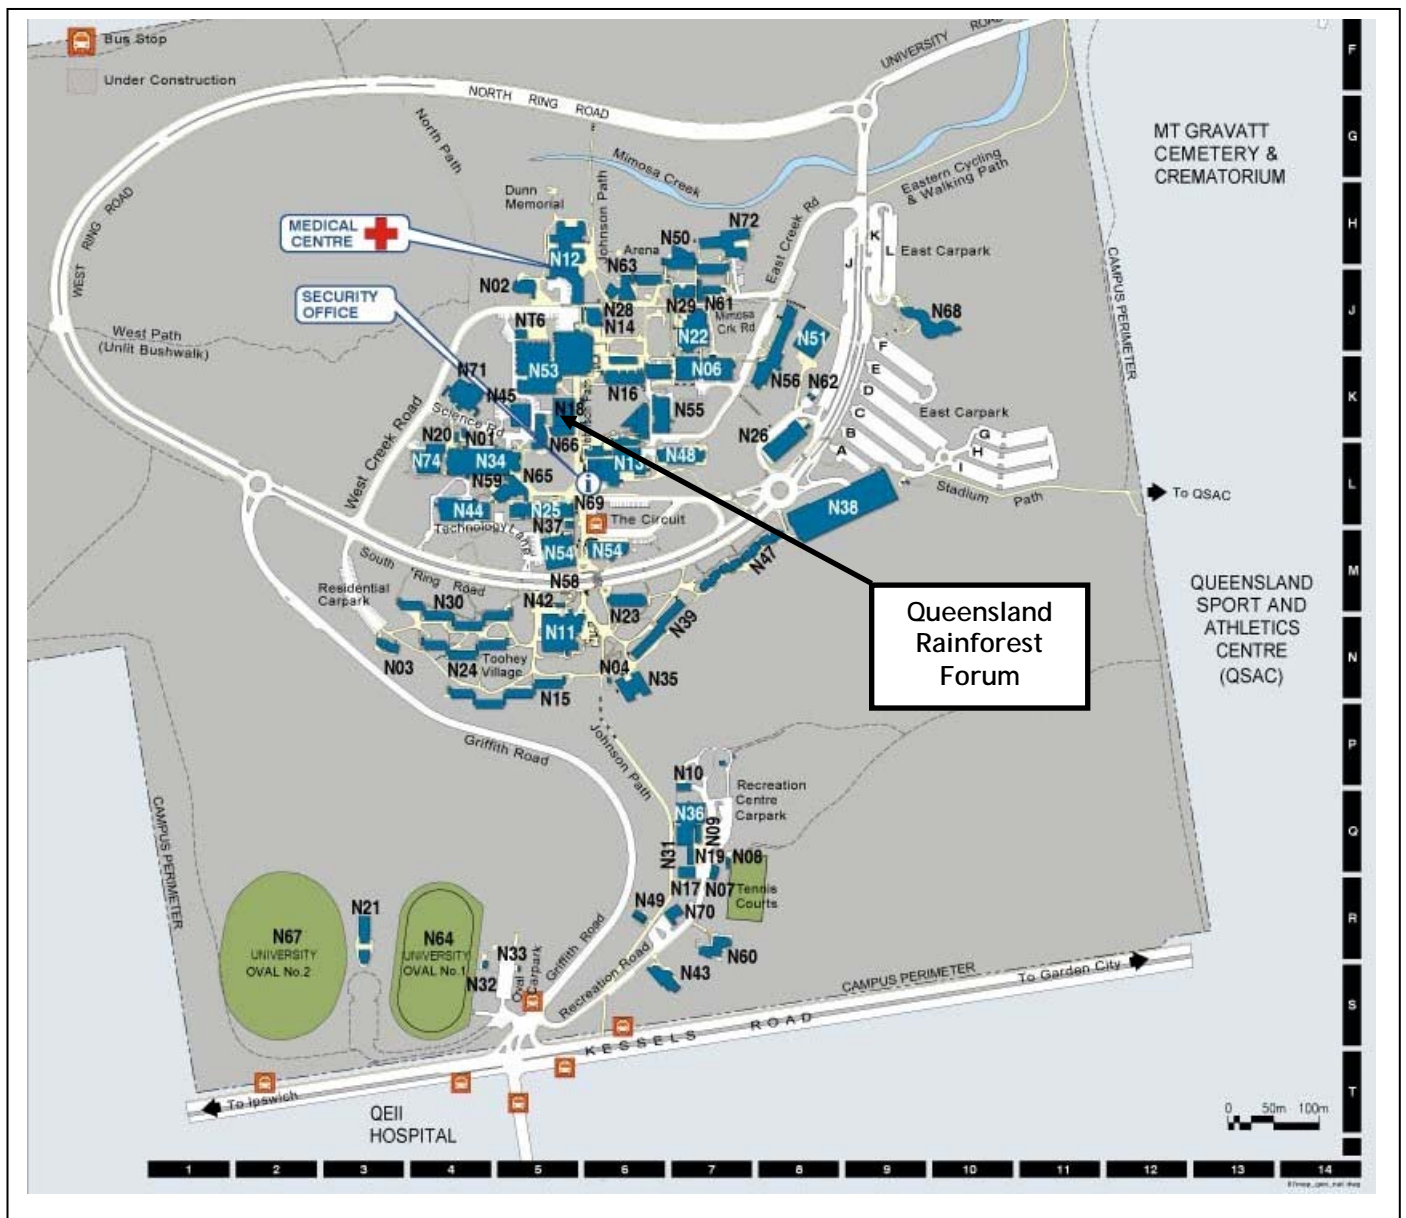 Bus Stop
Under Construction
UNIVERSITY ROAD
NORTH RING ROAD
WEST RING ROAD
North Path
Mimosa Creek
Johnson Path
Eastern Cycling
& Walking Path
MT GRAVATT
CEMETERY &
CREMATORIUM
Dunn
Memorial
MEDICAL
CENTRE
SECURITY
OFFICE
N12
Arena
N50
N72
N63
East Creek Rd
K
L
J
East Carpark
CAMPUS PERIMETER
N02
N28
N29
N61
N68
NT6
N14
Mimosa
Crk Rd
N22
N51
West Path
(Unlit Bushwalk)
N53
N06
N56
N62
F
E
D
C
B
A
N71
N45
N16
N18
N55
East Carpark
G
H
I
West Creek Road
Science Rd
N20
N01
N66
N26
N74
N34
N13
N48
N59
N65
i
Stadium Path
To QSAC
N44
N25
N69
N38
Technology Lane
N37
The Circuit
N54
N54
N47
South Ring Road
N58
Residential
Carpark
N30
N42
N23
N39
N11
Queensland
Rainforest
Forum
QUEENSLAND
SPORT AND
ATHLETICS
CENTRE
(QSAC)
N03
N24
Toohey
Village
N04
N35
N15
Griffith Road
Johnson Path
N10
Recreation
Centre
Carpark
N36
N09
N31
N19
N08
N17
N07
Tennis
Courts
CAMPUS PERIMETER
N21
N49
N70
N67
UNIVERSITY
OVAL No.2
N64
UNIVERSITY
OVAL No.1
N33
N32
Oval
Carpark
Griffith Road
Recreation Road
N60
N43
CAMPUS PERIMETER
To Garden City
KESSELS ROAD
To Ipswich
QEII
HOSPITAL
0 50m 100m
F
G
H
J
K
L
M
N
P
Q
R
S
T
1 2 3 4 5 6 7 8 9 10 11 12 13 14